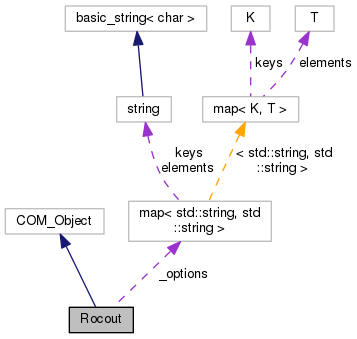 basic_string< char >
K
T
keys
elements
string
map< K, T >
keys
elements
< std::string, std
::string >
map< std::string, std
::string >
COM_Object
_options
Rocout